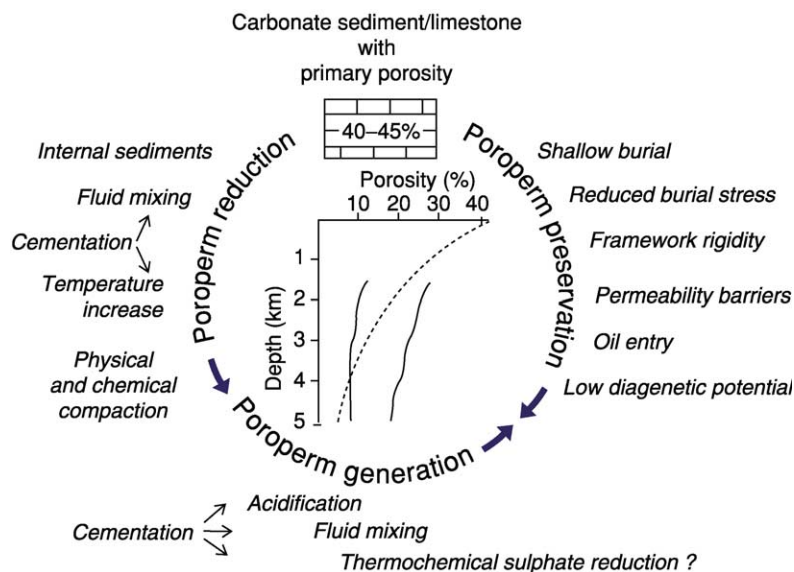 Carbonate sediment/limestone
with
primary porosity
40–45%
Poroperm reduction
Internal sediments
Fluid mixing
Cementation
Temperature
increase
Physical
and chemical
compaction
Porosity (%)
10 20 30 40
Depth (km)
1
2
3
4
5
Poroperm preservation
Shallow burial
Reduced burial stress
Framework rigidity
Permeability barriers
Oil entry
Low diagenetic potential
Poroperm generation
Acidification
Cementation
Fluid mixing
Thermochemical sulphate reduction ?